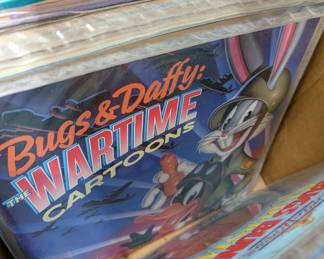 Bugs & Daffy:
THE WARTIME
CARTOONS